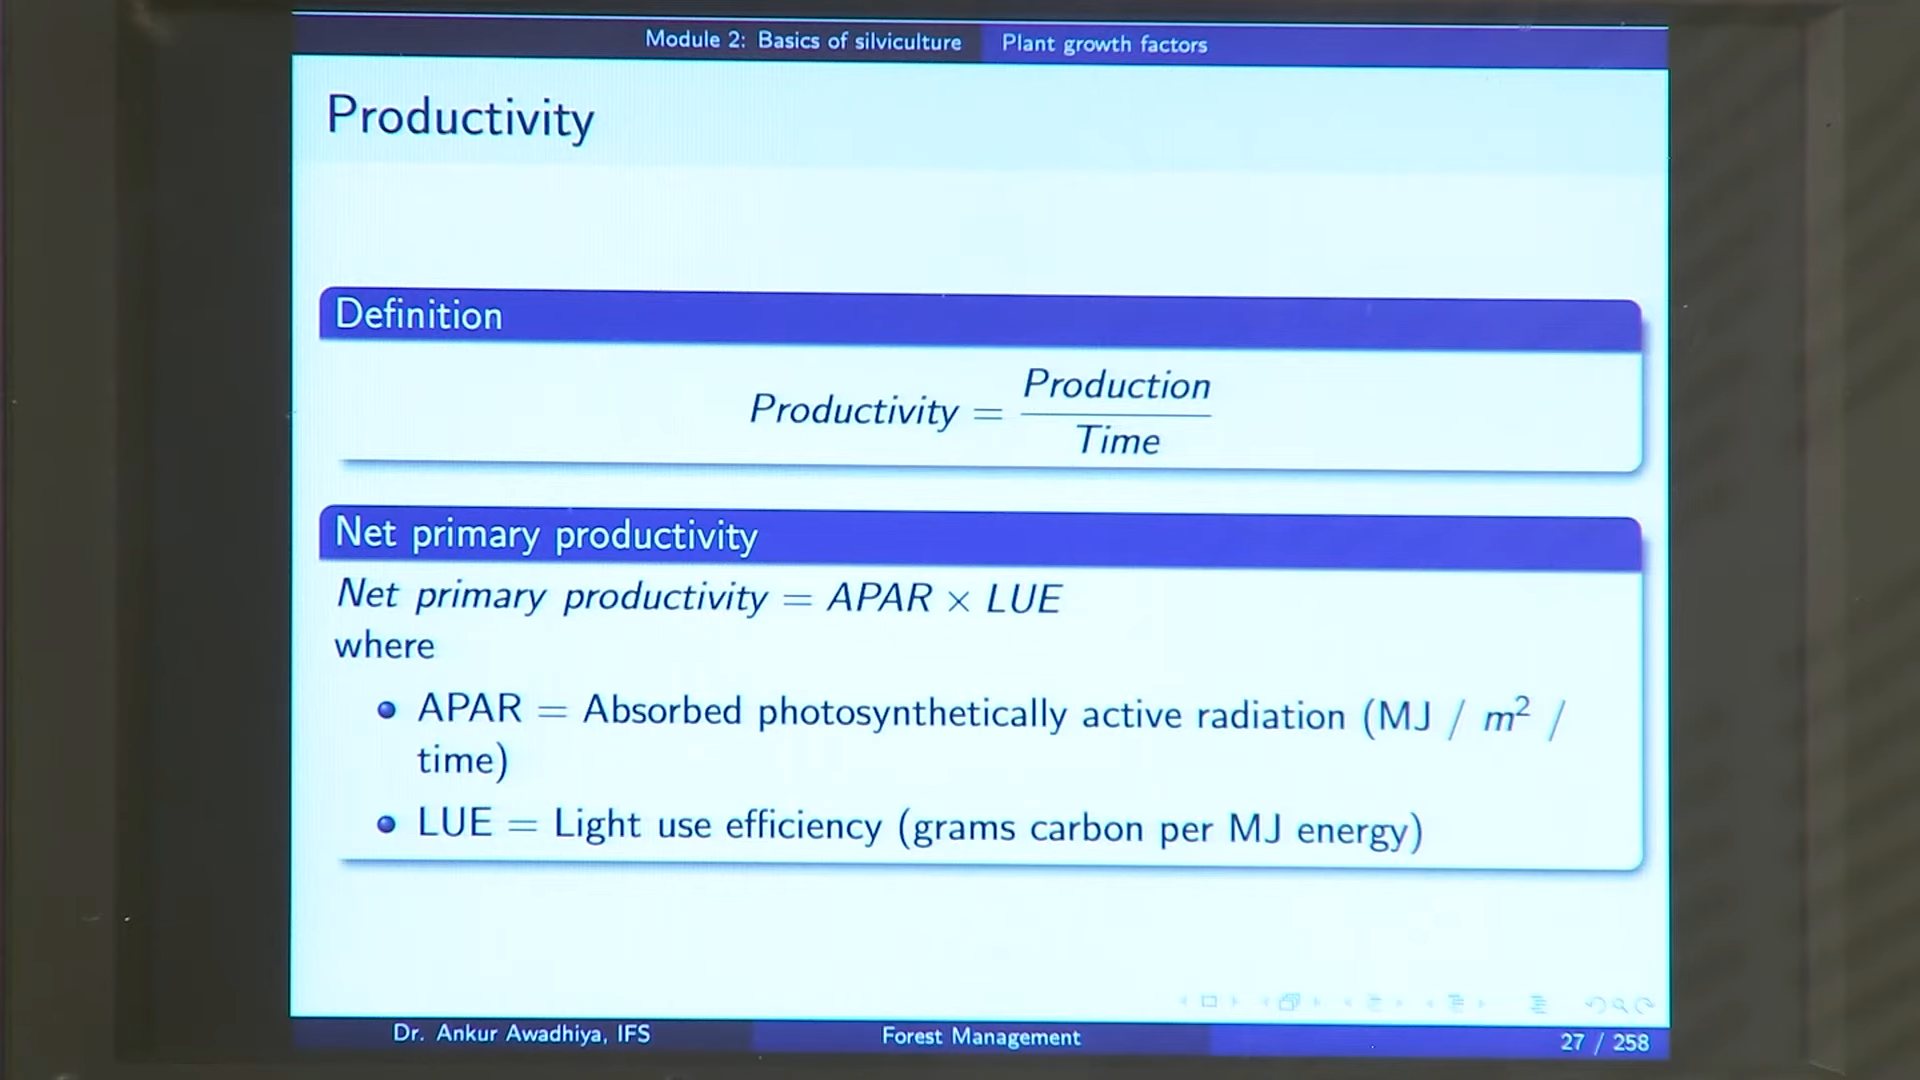 Module 2: Basics of silviculture Plant growth factors
Productivity
Definition
Productivity = Production / Time
Net primary productivity
Net primary productivity = APAR × LUE
where
APAR = Absorbed photosynthetically active radiation (MJ / m² /
time)
LUE = Light use efficiency (grams carbon per MJ energy)
Dr. Ankur Awadhiya, IFS Forest Management 27 / 258